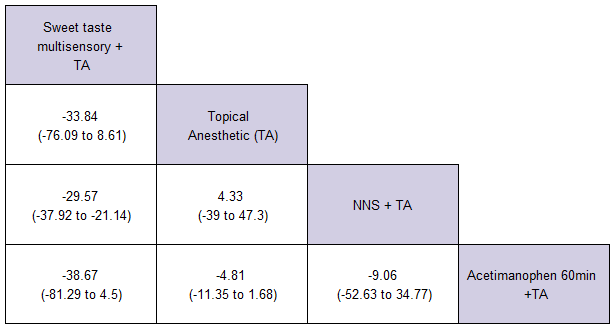 Sweet taste
multisensory +
TA
-33.84
(-76.09 to 8.61)
Topical
Anesthetic (TA)
-29.57
(-37.92 to -21.14)
4.33
(-39 to 47.3)
NNS + TA
-38.67
(-81.29 to 4.5)
-4.81
(-11.35 to 1.68)
-9.06
(-52.63 to 34.77)
Acetimanophen 60min
+TA